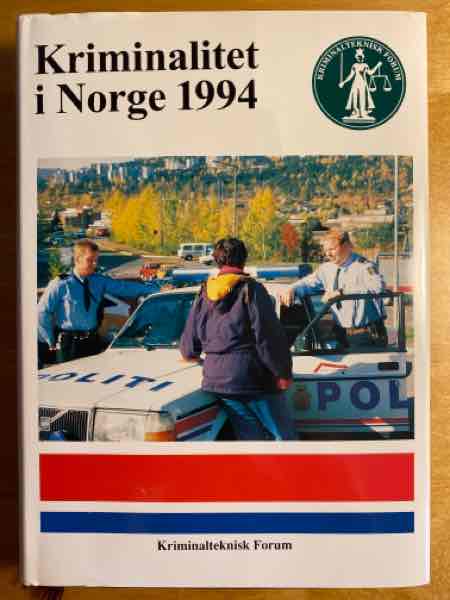 Kriminalitet
i Norge 1994
KRIMINALTEKNISK FORUM
POLITI
POL
Kriminalteknisk Forum